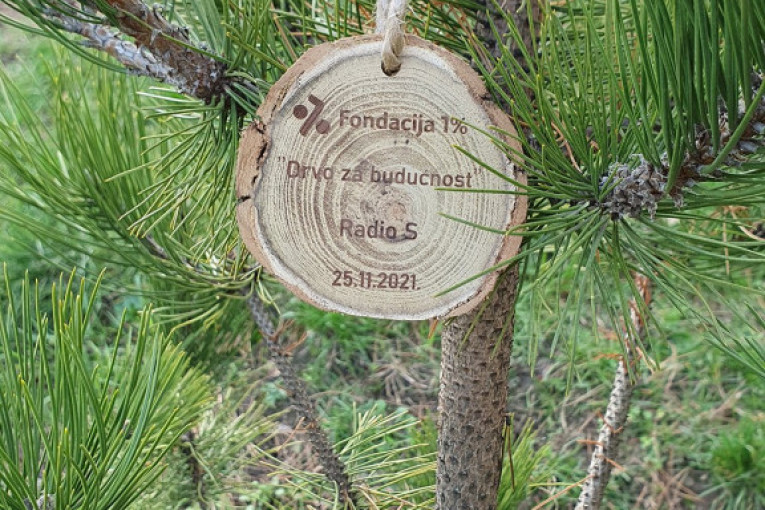 Fondacija 1%
"Drvo za buducnost"
Radio S
25.11.2021.